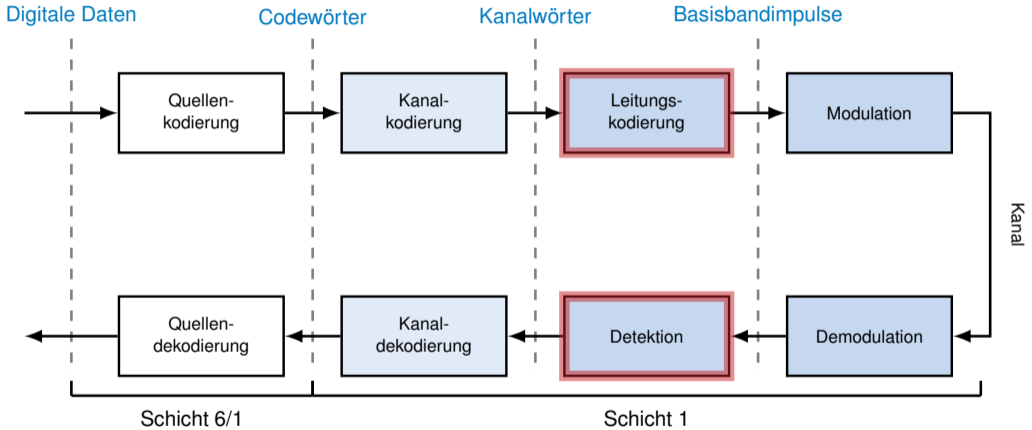 Digitale Daten
Codewörter
Kanalwörter
Basisbandimpulse
Quellen-
kodierung
Kanal-
kodierung
Leitungs-
kodierung
Modulation
Kanal
Quellen-
dekodierung
Kanal-
dekodierung
Detektion
Demodulation
Schicht 6/1
Schicht 1